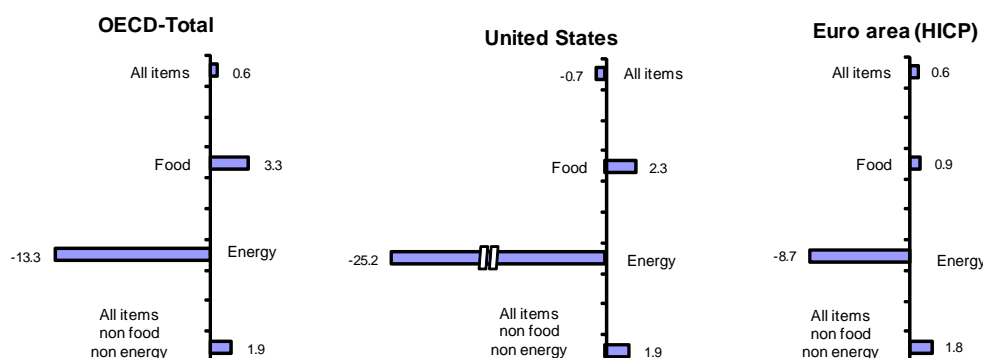 OECD-Total
All items
0.6
Food
3.3
-13.3
Energy
All items
non food
non energy
1.9
United States
-0.7
All items
Food
2.3
-25.2
Energy
All items
non food
non energy
1.9
Euro area (HICP)
All items
0.6
Food
0.9
-8.7
Energy
All items
non food
non energy
1.8